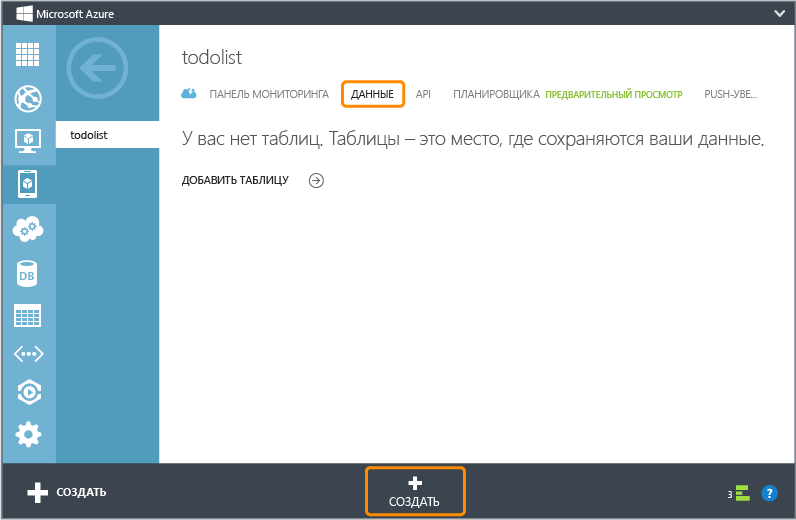 Microsoft Azure
todolist
todolist
ПАНЕЛЬ МОНИТОРИНГА ДАННЫЕ API ПЛАНИРОВЩИКА ПРЕДВАРИТЕЛЬНЫЙ ПРОСМОТР PUSH-УВЕ...
У вас нет таблиц. Таблицы – это место, где сохраняются ваши данные.
ДОБАВИТЬ ТАБЛИЦУ
DB
СОЗДАТЬ
СОЗДАТЬ
3
?